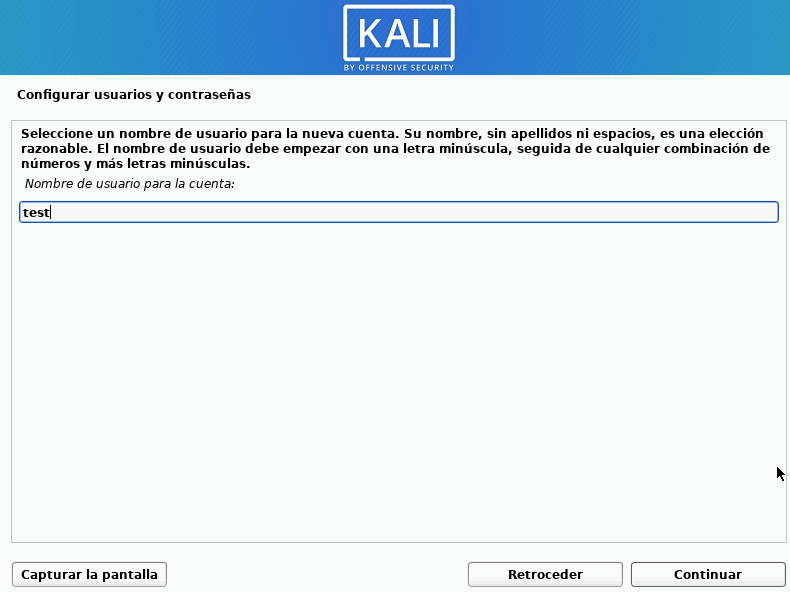 KALI
BY OFFENSIVE SECURITY
Configurar usuarios y contraseñas
Seleccione un nombre de usuario para la nueva cuenta. Su nombre, sin apellidos ni espacios, es una elección
razonable. El nombre de usuario debe empezar con una letra minúscula, seguida de cualquier combinación de
números y más letras minúsculas.
Nombre de usuario para la cuenta:
test
Capturar la pantalla
Retroceder
Continuar